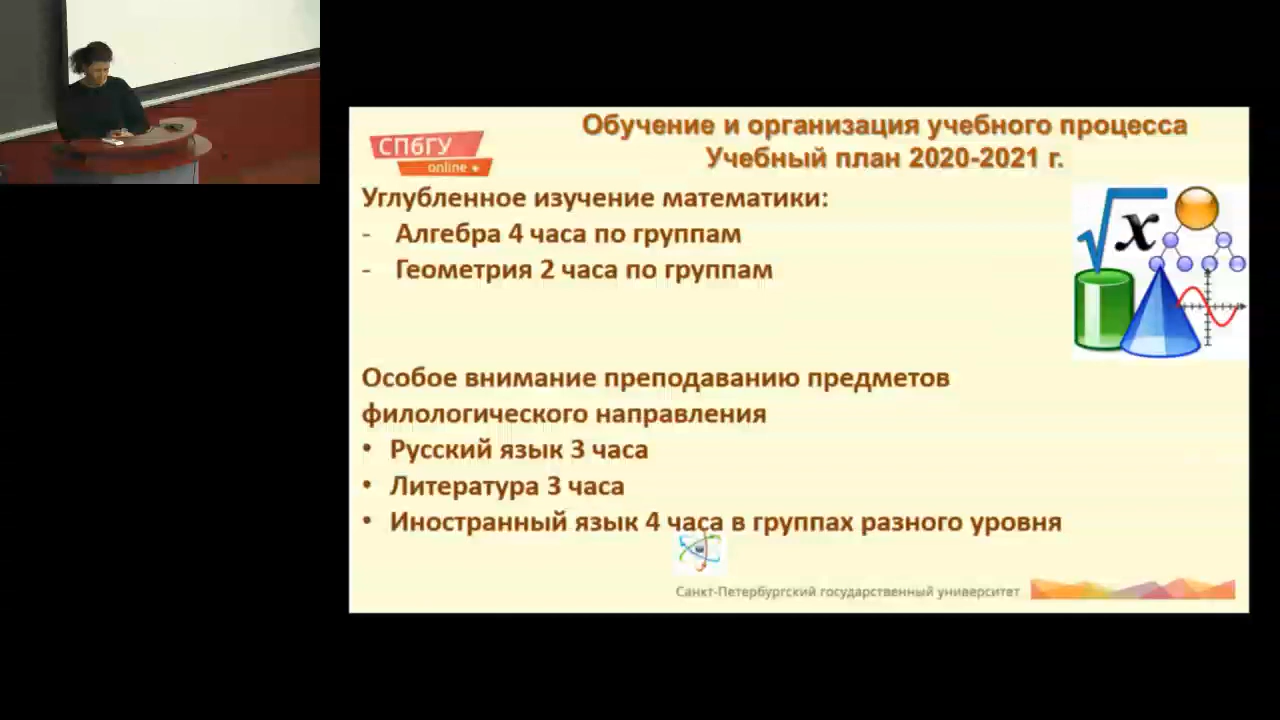 СПбГУ
online
Обучение и организация учебного процесса
Учебный план 2020-2021 г.
Углубленное изучение математики:
- Алгебра 4 часа по группам
- Геометрия 2 часа по группам
x
Особое внимание преподаванию предметов
филологического направления
• Русский язык 3 часа
• Литература 3 часа
• Иностранный язык 4 часа в группах разного уровня
Санкт-Петербургский государственный университет